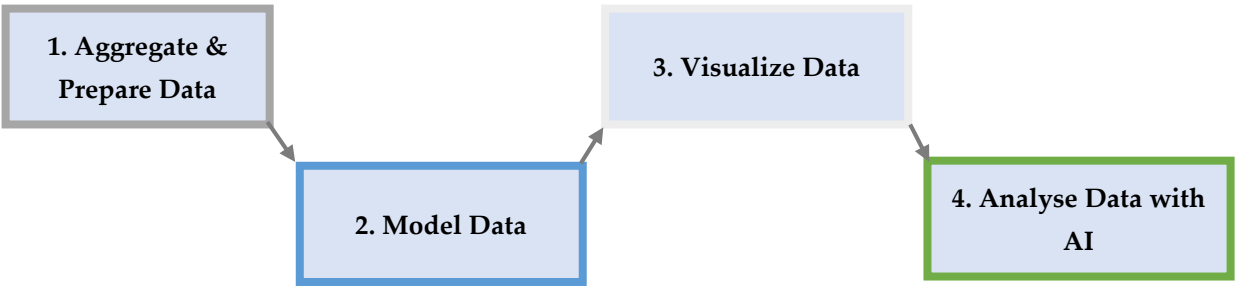 1. Aggregate &
Prepare Data
2. Model Data
3. Visualize Data
4. Analyse Data with
AI